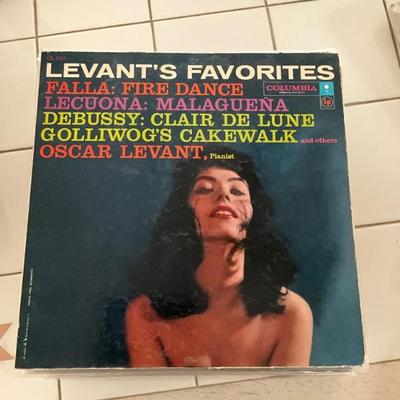 LEVANT'S FAVORITES
FALLA: FIRE DANCE
COLUMBIA
LECUONA: MALAGUEÑA
DEBUSSY: CLAIR DE LUNE
GOLLIWOG'S CAKEWALK and others
OSCAR LEVANT, Pianist